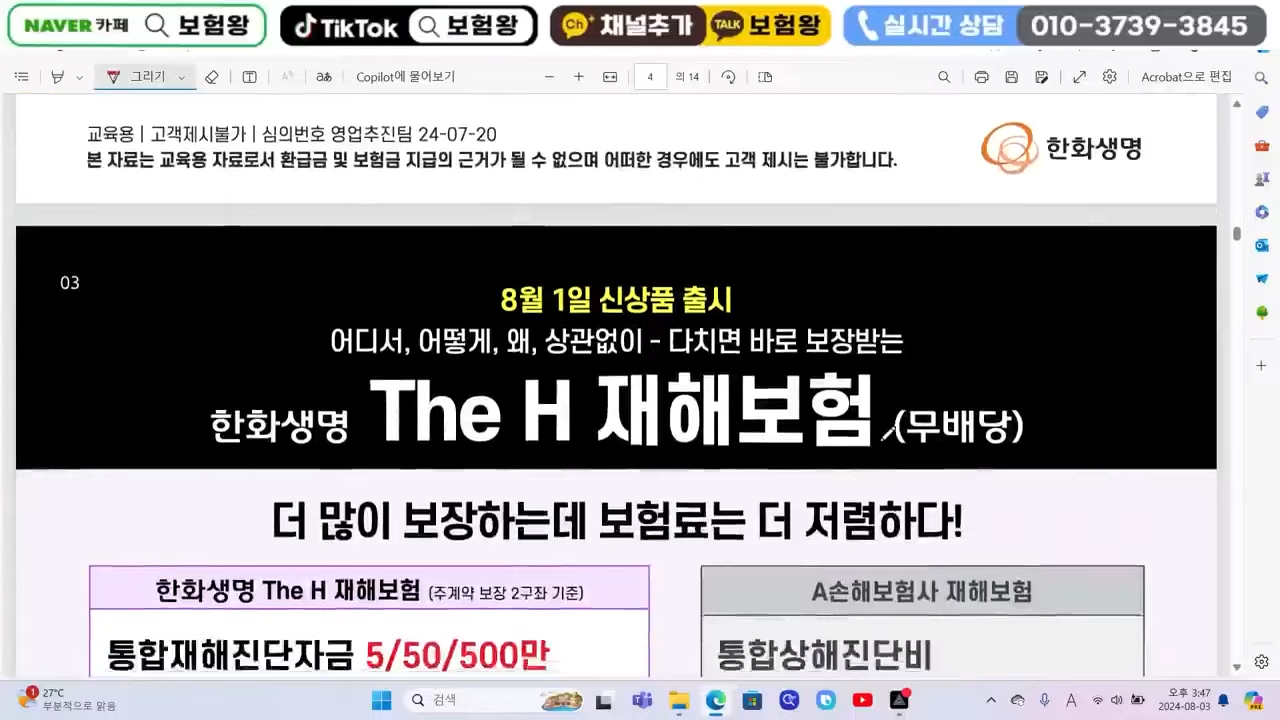 NAVER 카페 보험왕
TikTok 보험왕
Ch+ 채널추가 TALK 보험왕
실시간 상담 010-3739-3845
그리기
가あ
Copilot에 물어보기
4 의 14
Acrobat으로 편집
교육용 | 고객제시불가 | 심의번호 영업추진팀 24-07-20
본 자료는 교육용 자료로서 환급금 및 보험금 지급의 근거가 될 수 없으며 어떠한 경우에도 고객 제시는 불가합니다.
한화생명
03
8월 1일 신상품 출시
어디서, 어떻게, 왜, 상관없이 - 다치면 바로 보장받는
한화생명 The H 재해보험 (무배당)
더 많이 보장하는데 보험료는 더 저렴하다!
한화생명 The H 재해보험 (주계약 보장 2구좌 기준)
통합재해진단자금 5/50/500만
A손해보험사 재해보험
통합상해진단비
1
27°C
부분적으로 맑음
검색
A
오후 3:47
2024-08-03